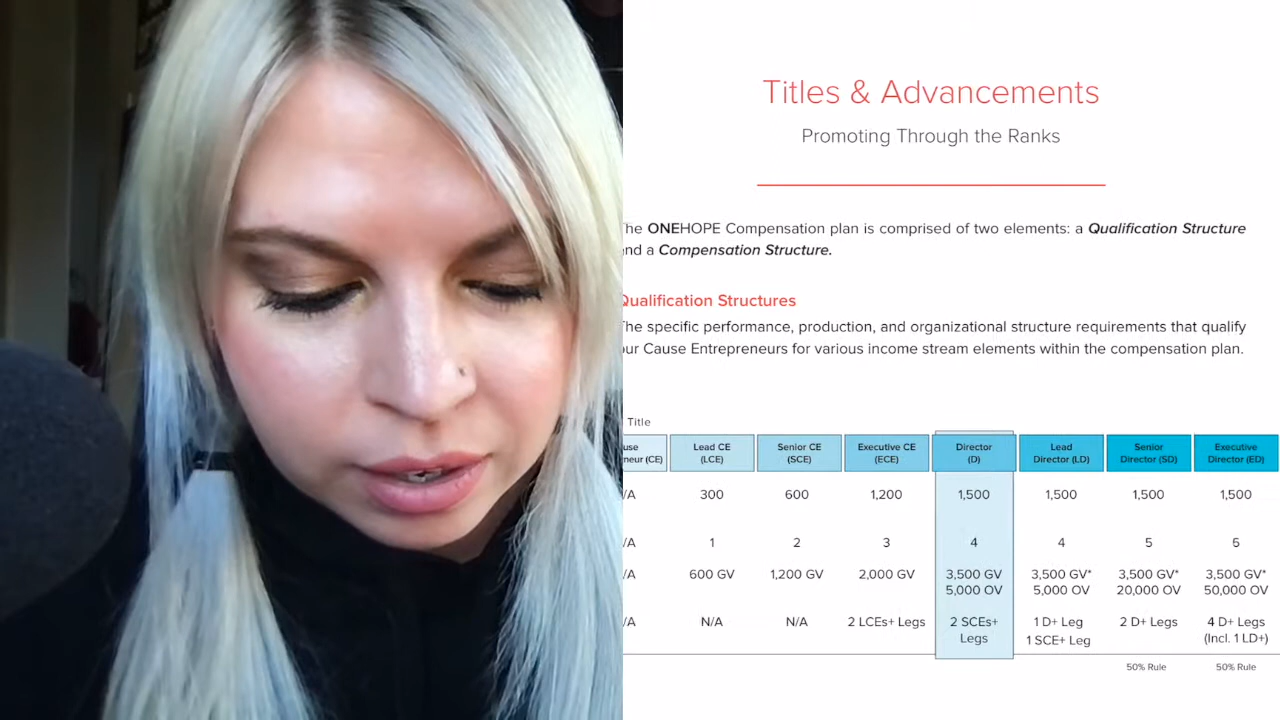 Titles & Advancements
Promoting Through the Ranks
he ONEHOPE Compensation plan is comprised of two elements: a Qualification Structure
nd a Compensation Structure.
Qualification Structures
The specific performance, production, and organizational structure requirements that qualify
ur Cause Entrepreneurs for various income stream elements within the compensation plan.
Title
use Lead CE Senior CE Executive CE Director Lead Senior Executive
neur (CE) (LCE) (SCE) (ECE) (D) Director (LD) Director (SD) Director (ED)
/A 300 600 1,200 1,500 1,500 1,500 1,500
/A 1 2 3 4 4 5 6
/A 600 GV 1,200 GV 2,000 GV 3,500 GV 3,500 GV* 3,500 GV* 3,500 GV*
5,000 OV 5,000 OV 20,000 OV 50,000 OV
/A N/A N/A 2 LCEs+ Legs 2 SCEs+ 1 D+ Leg 2 D+ Legs 4 D+ Legs
Legs 1 SCE+ Leg (Incl. 1 LD+)
50% Rule 50% Rule